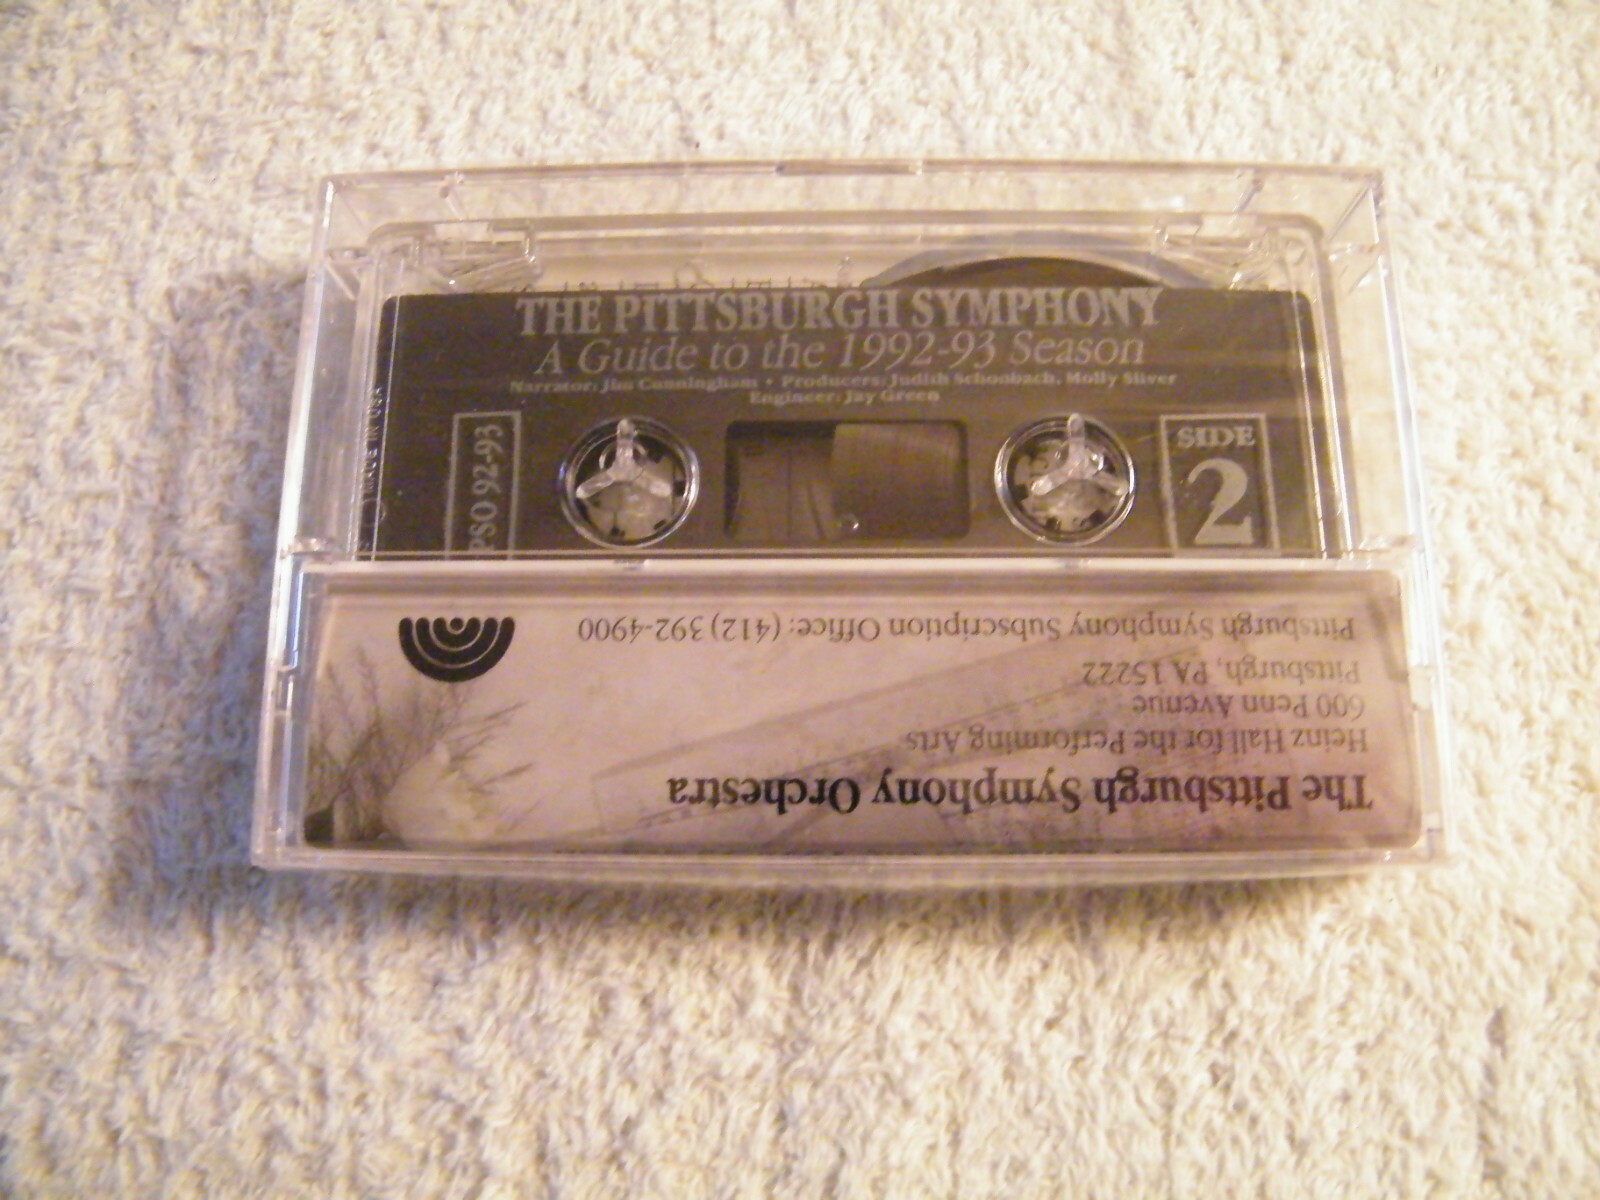 THE PITTSBURGH SYMPHONY
A Guide to the 1992-93 Season
Narrator: Jim Cunningham • Producers: Judith Schonbach, Molly Sliver
Engineer: Jay Green
PSO 92-93
SIDE
2
The Pittsburgh Symphony Orchestra
Heinz Hall for the Performing Arts
600 Penn Avenue
Pittsburgh, PA 15222
Pittsburgh Symphony Subscription Office: (412) 392-4900